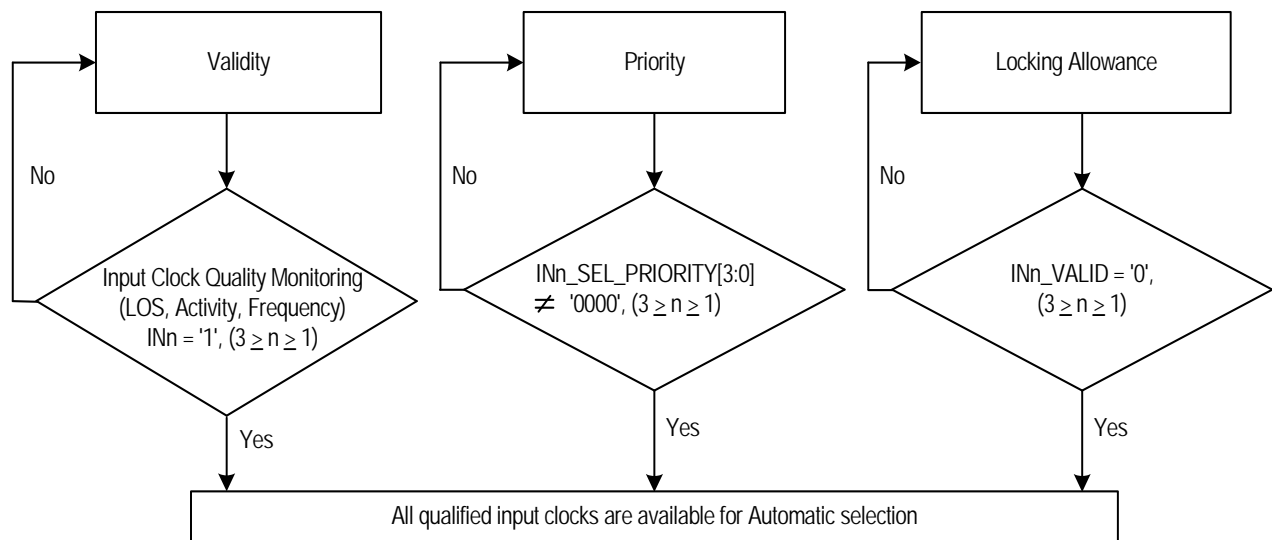 Validity
Priority
Locking Allowance
No
No
No
Input Clock Quality Monitoring
(LOS, Activity, Frequency)
INn = '1', (3 ≥ n ≥ 1)
INn_SEL_PRIORITY[3:0]
≠ '0000', (3 ≥ n ≥ 1)
INn_VALID = '0',
(3 ≥ n ≥ 1)
Yes
Yes
Yes
All qualified input clocks are available for Automatic selection